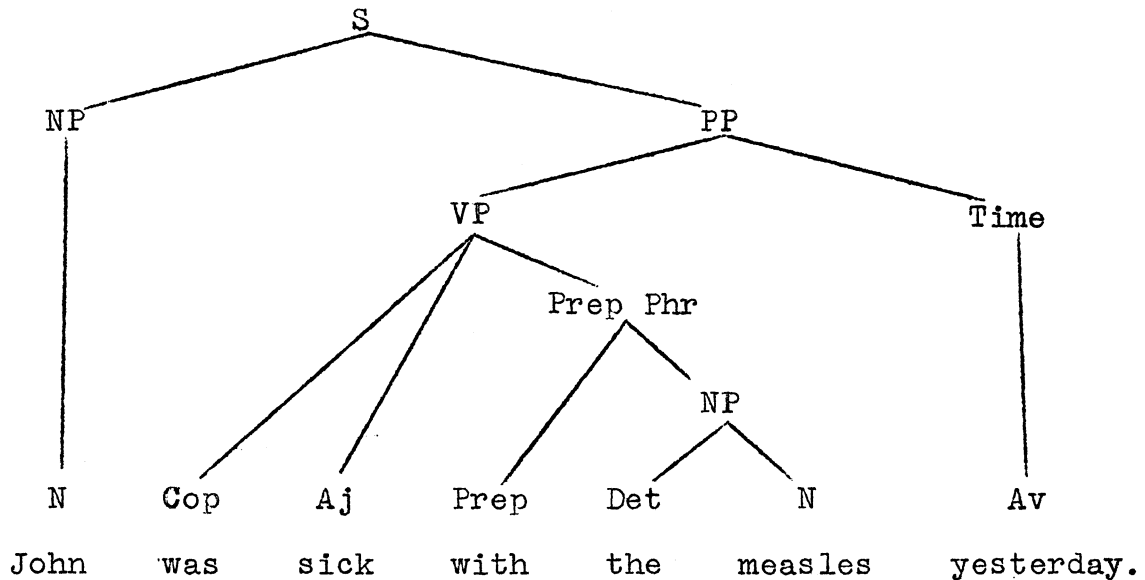 S
NP PP
VP Time
Prep Phr
NP
N Cop Aj Prep Det N Av
John was sick with the measles yesterday.